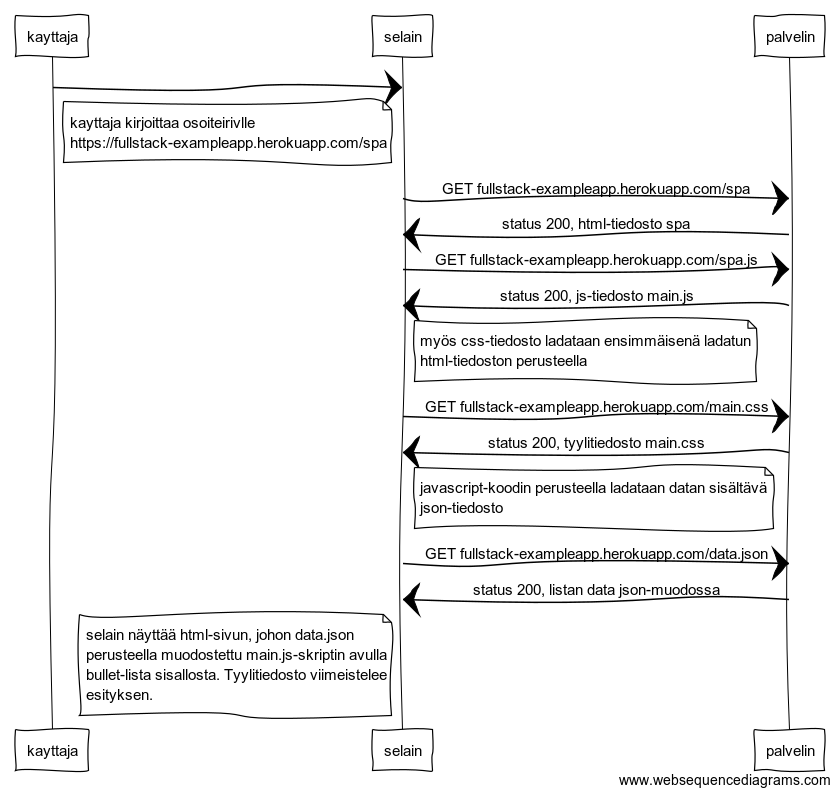 kayttaja selain palvelin
kayttaja kirjoittaa osoiteirivlle
https://fullstack-exampleapp.herokuapp.com/spa
GET fullstack-exampleapp.herokuapp.com/spa
status 200, html-tiedosto spa
GET fullstack-exampleapp.herokuapp.com/spa.js
status 200, js-tiedosto main.js
myös css-tiedosto ladataan ensimmäisenä ladatun
html-tiedoston perusteella
GET fullstack-exampleapp.herokuapp.com/main.css
status 200, tyylitiedosto main.css
javascript-koodin perusteella ladataan datan sisältävä
json-tiedosto
GET fullstack-exampleapp.herokuapp.com/data.json
status 200, listan data json-muodossa
selain näyttää html-sivun, johon data.json
perusteella muodostettu main.js-skriptin avulla
bullet-lista sisallosta. Tyylitiedosto viimeistelee
esityksen.
kayttaja selain palvelin
www.websequencediagrams.com